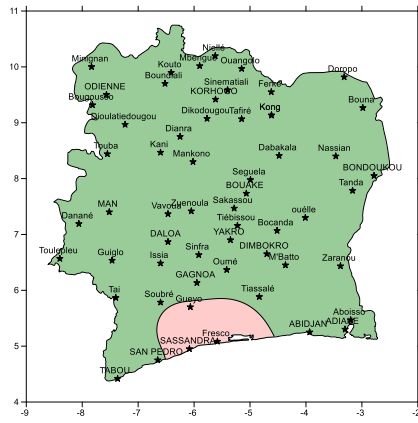 11
10
9
8
7
6
5
4
Niellé
Mbengué
Ouangolo
Minignan
Kouto
Doropo
Boundiali
Sinematiali
Ferké
ODIENNE
KORHOGO
Bougousso
Bouna
Dikodougou
Tafiré
Kong
Dioulatiedougou
Dianra
Touba
Kani
Mankono
Dabakala
Nassian
BONDOUKOU
Seguela
Tanda
BOUAKE
MAN
Vavoua
Zuenoula
Sakassou
ouélle
Danané
Tiébissou
Bocanda
DALOA
YAKRO
Toulepleu
Guiglo
Issia
Sinfra
DIMBOKRO
Oumé
M'Batto
Zaranou
GAGNOA
Tai
Soubré
Gueyo
Tiassalé
Aboisso
ABIDJAN
ADIAKE
Fresco
SASSANDRA
SAN PEDRO
TABOU
-9 -8 -7 -6 -5 -4 -3 -2